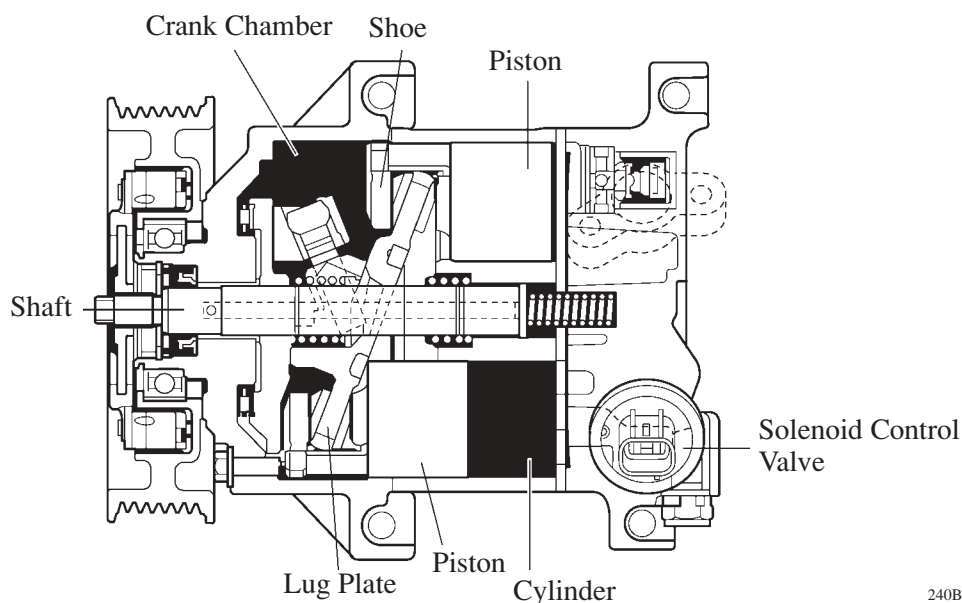 Crank Chamber
Shoe
Piston
Shaft
Solenoid Control
Valve
Piston
Lug Plate
Cylinder
240B